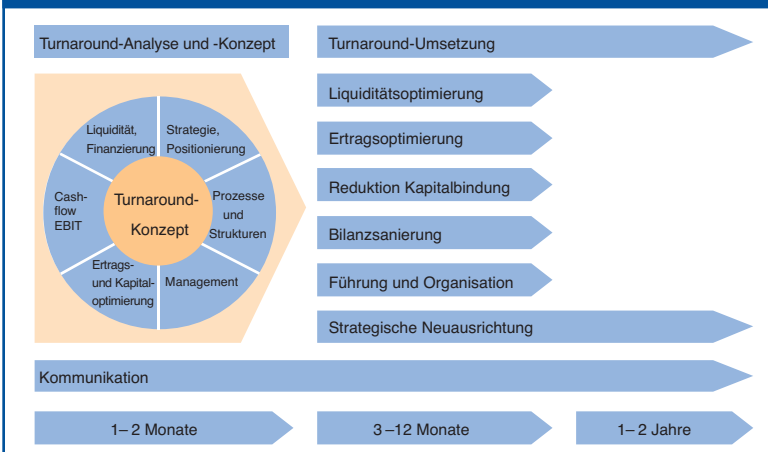 Turnaround-Analyse und -Konzept
Turnaround-Umsetzung
Liquidität,
Finanzierung
Strategie,
Positionierung
Cash-
flow
EBIT
Turnaround-
Konzept
Prozesse
und
Strukturen
Ertrags-
und Kapital-
optimierung
Management
Liquiditätsoptimierung
Ertragsoptimierung
Reduktion Kapitalbindung
Bilanzsanierung
Führung und Organisation
Strategische Neuausrichtung
Kommunikation
1–2 Monate
3–12 Monate
1–2 Jahre